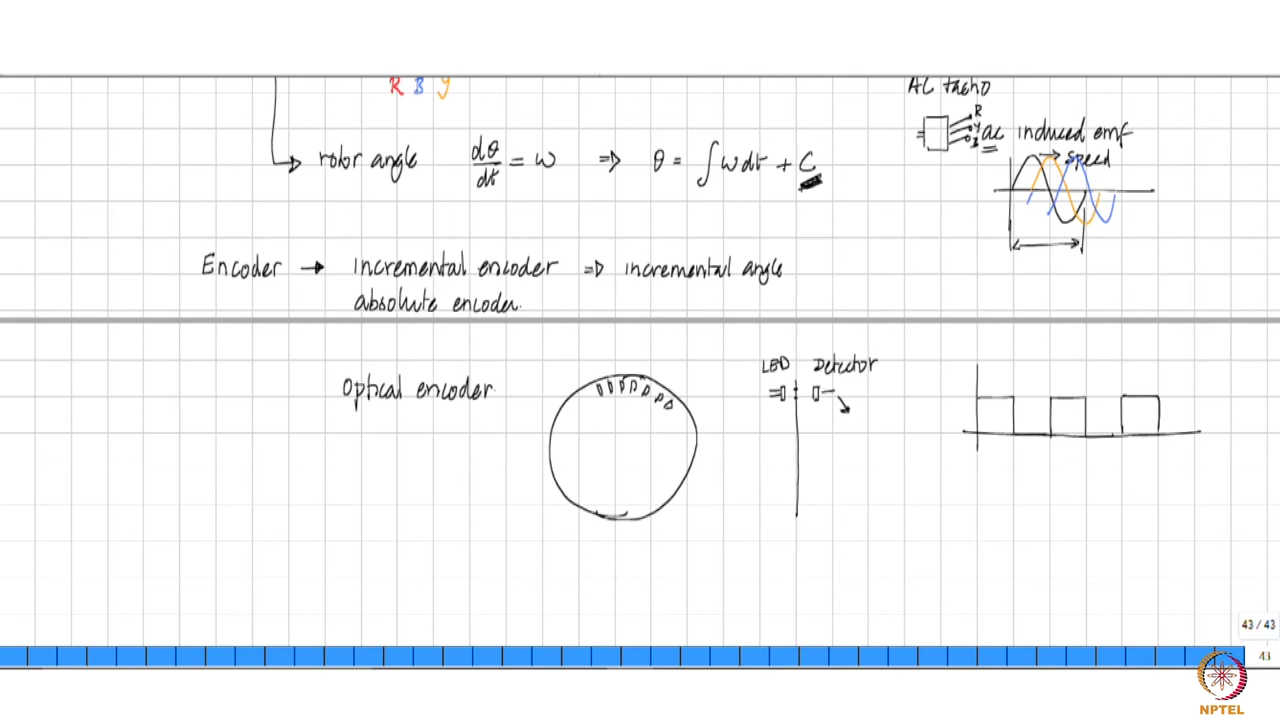 R B Y
AC tacho
R
Y
B
ac induced emf
→ speed
rotor angle dθ/dt = ω ⇒ θ = ∫ωdt + C
Encoder → incremental encoder ⇒ incremental angle
absolute encoder.
Optical encoder.
LED Detector
43 / 43
43
NPTEL